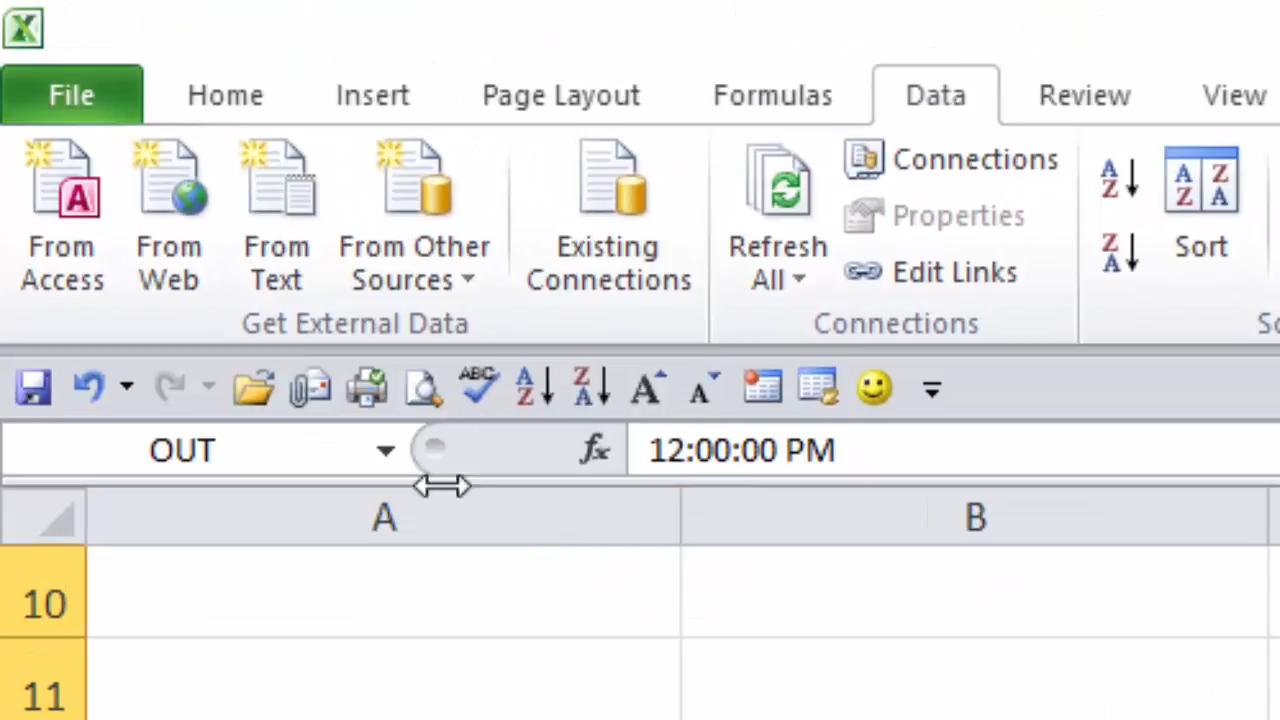 File Home Insert Page Layout Formulas Data Review View
From Access From Web From Text From Other Sources Existing Connections Refresh All Connections Properties Edit Links Sort
Get External Data Connections
OUT fx 12:00:00 PM
A B
10
11